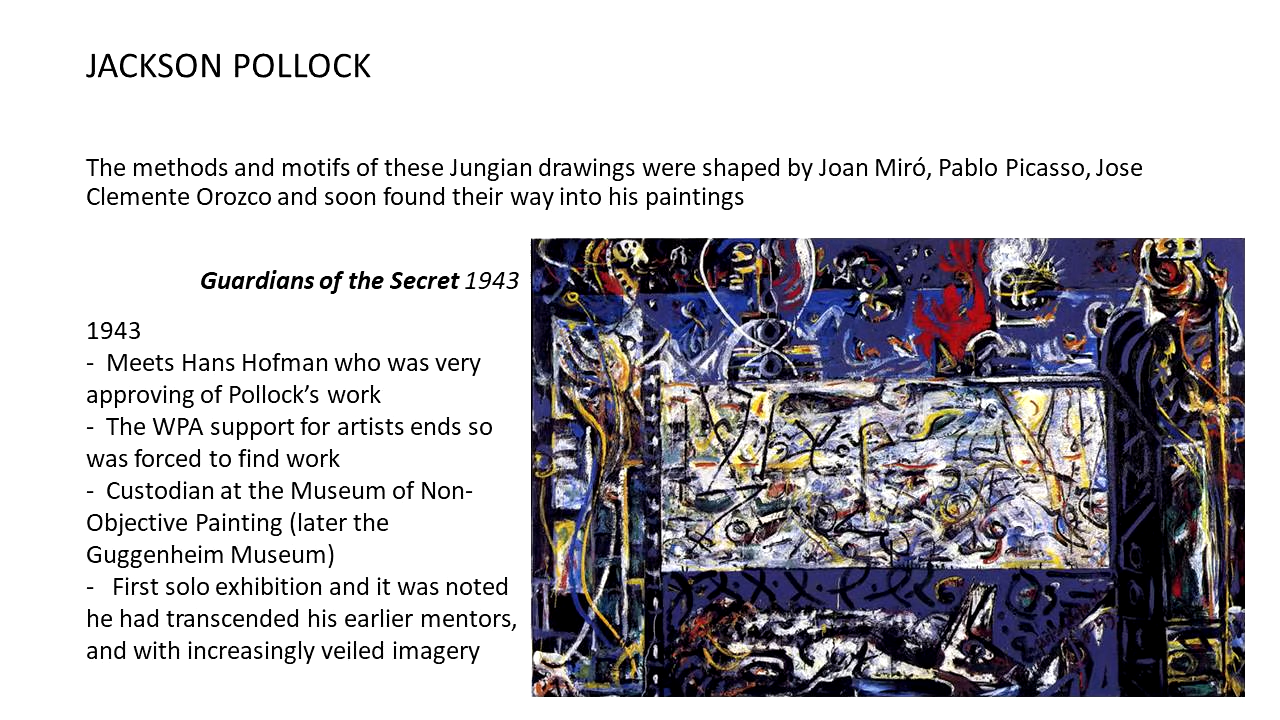 JACKSON POLLOCK
The methods and motifs of these Jungian drawings were shaped by Joan Miró, Pablo Picasso, Jose
Clemente Orozco and soon found their way into his paintings
Guardians of the Secret 1943
1943
- Meets Hans Hofman who was very
approving of Pollock’s work
- The WPA support for artists ends so
was forced to find work
- Custodian at the Museum of Non-
Objective Painting (later the
Guggenheim Museum)
- First solo exhibition and it was noted
he had transcended his earlier mentors,
and with increasingly veiled imagery